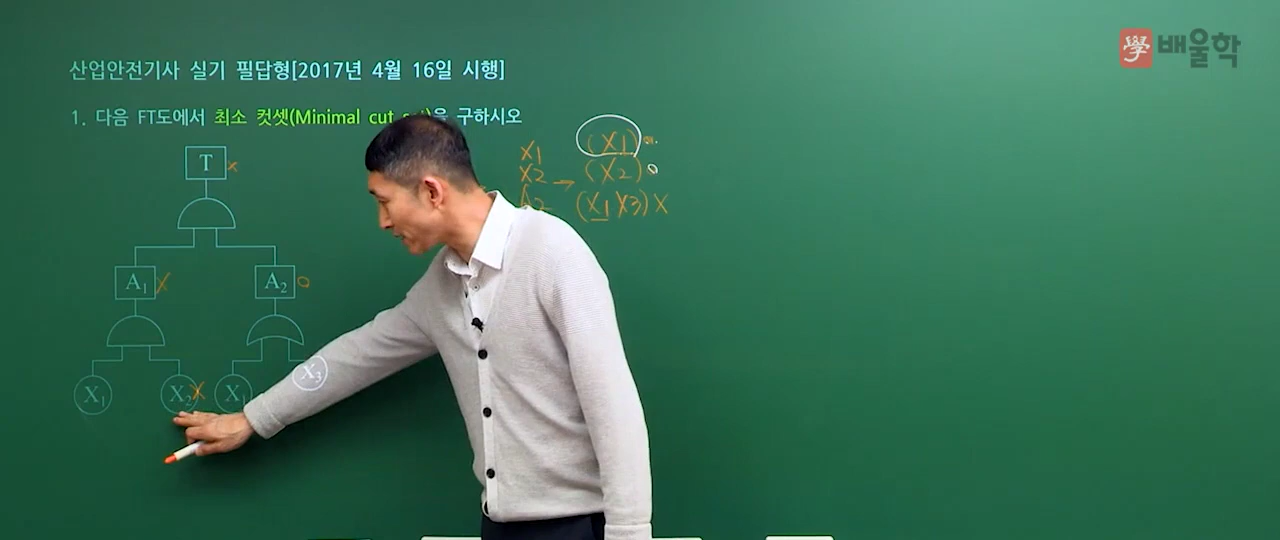 學 배울학
산업안전기사 실기 필답형[2017년 4월 16일 시행]
1. 다음 FT도에서 최소 컷셋(Minimal cut set)을 구하시오
T ×
A1 X
A2 O
X1
X2 X
X1
X3
X1
X2 →
A2
(X1)
(X2) O
(X1 X3) X